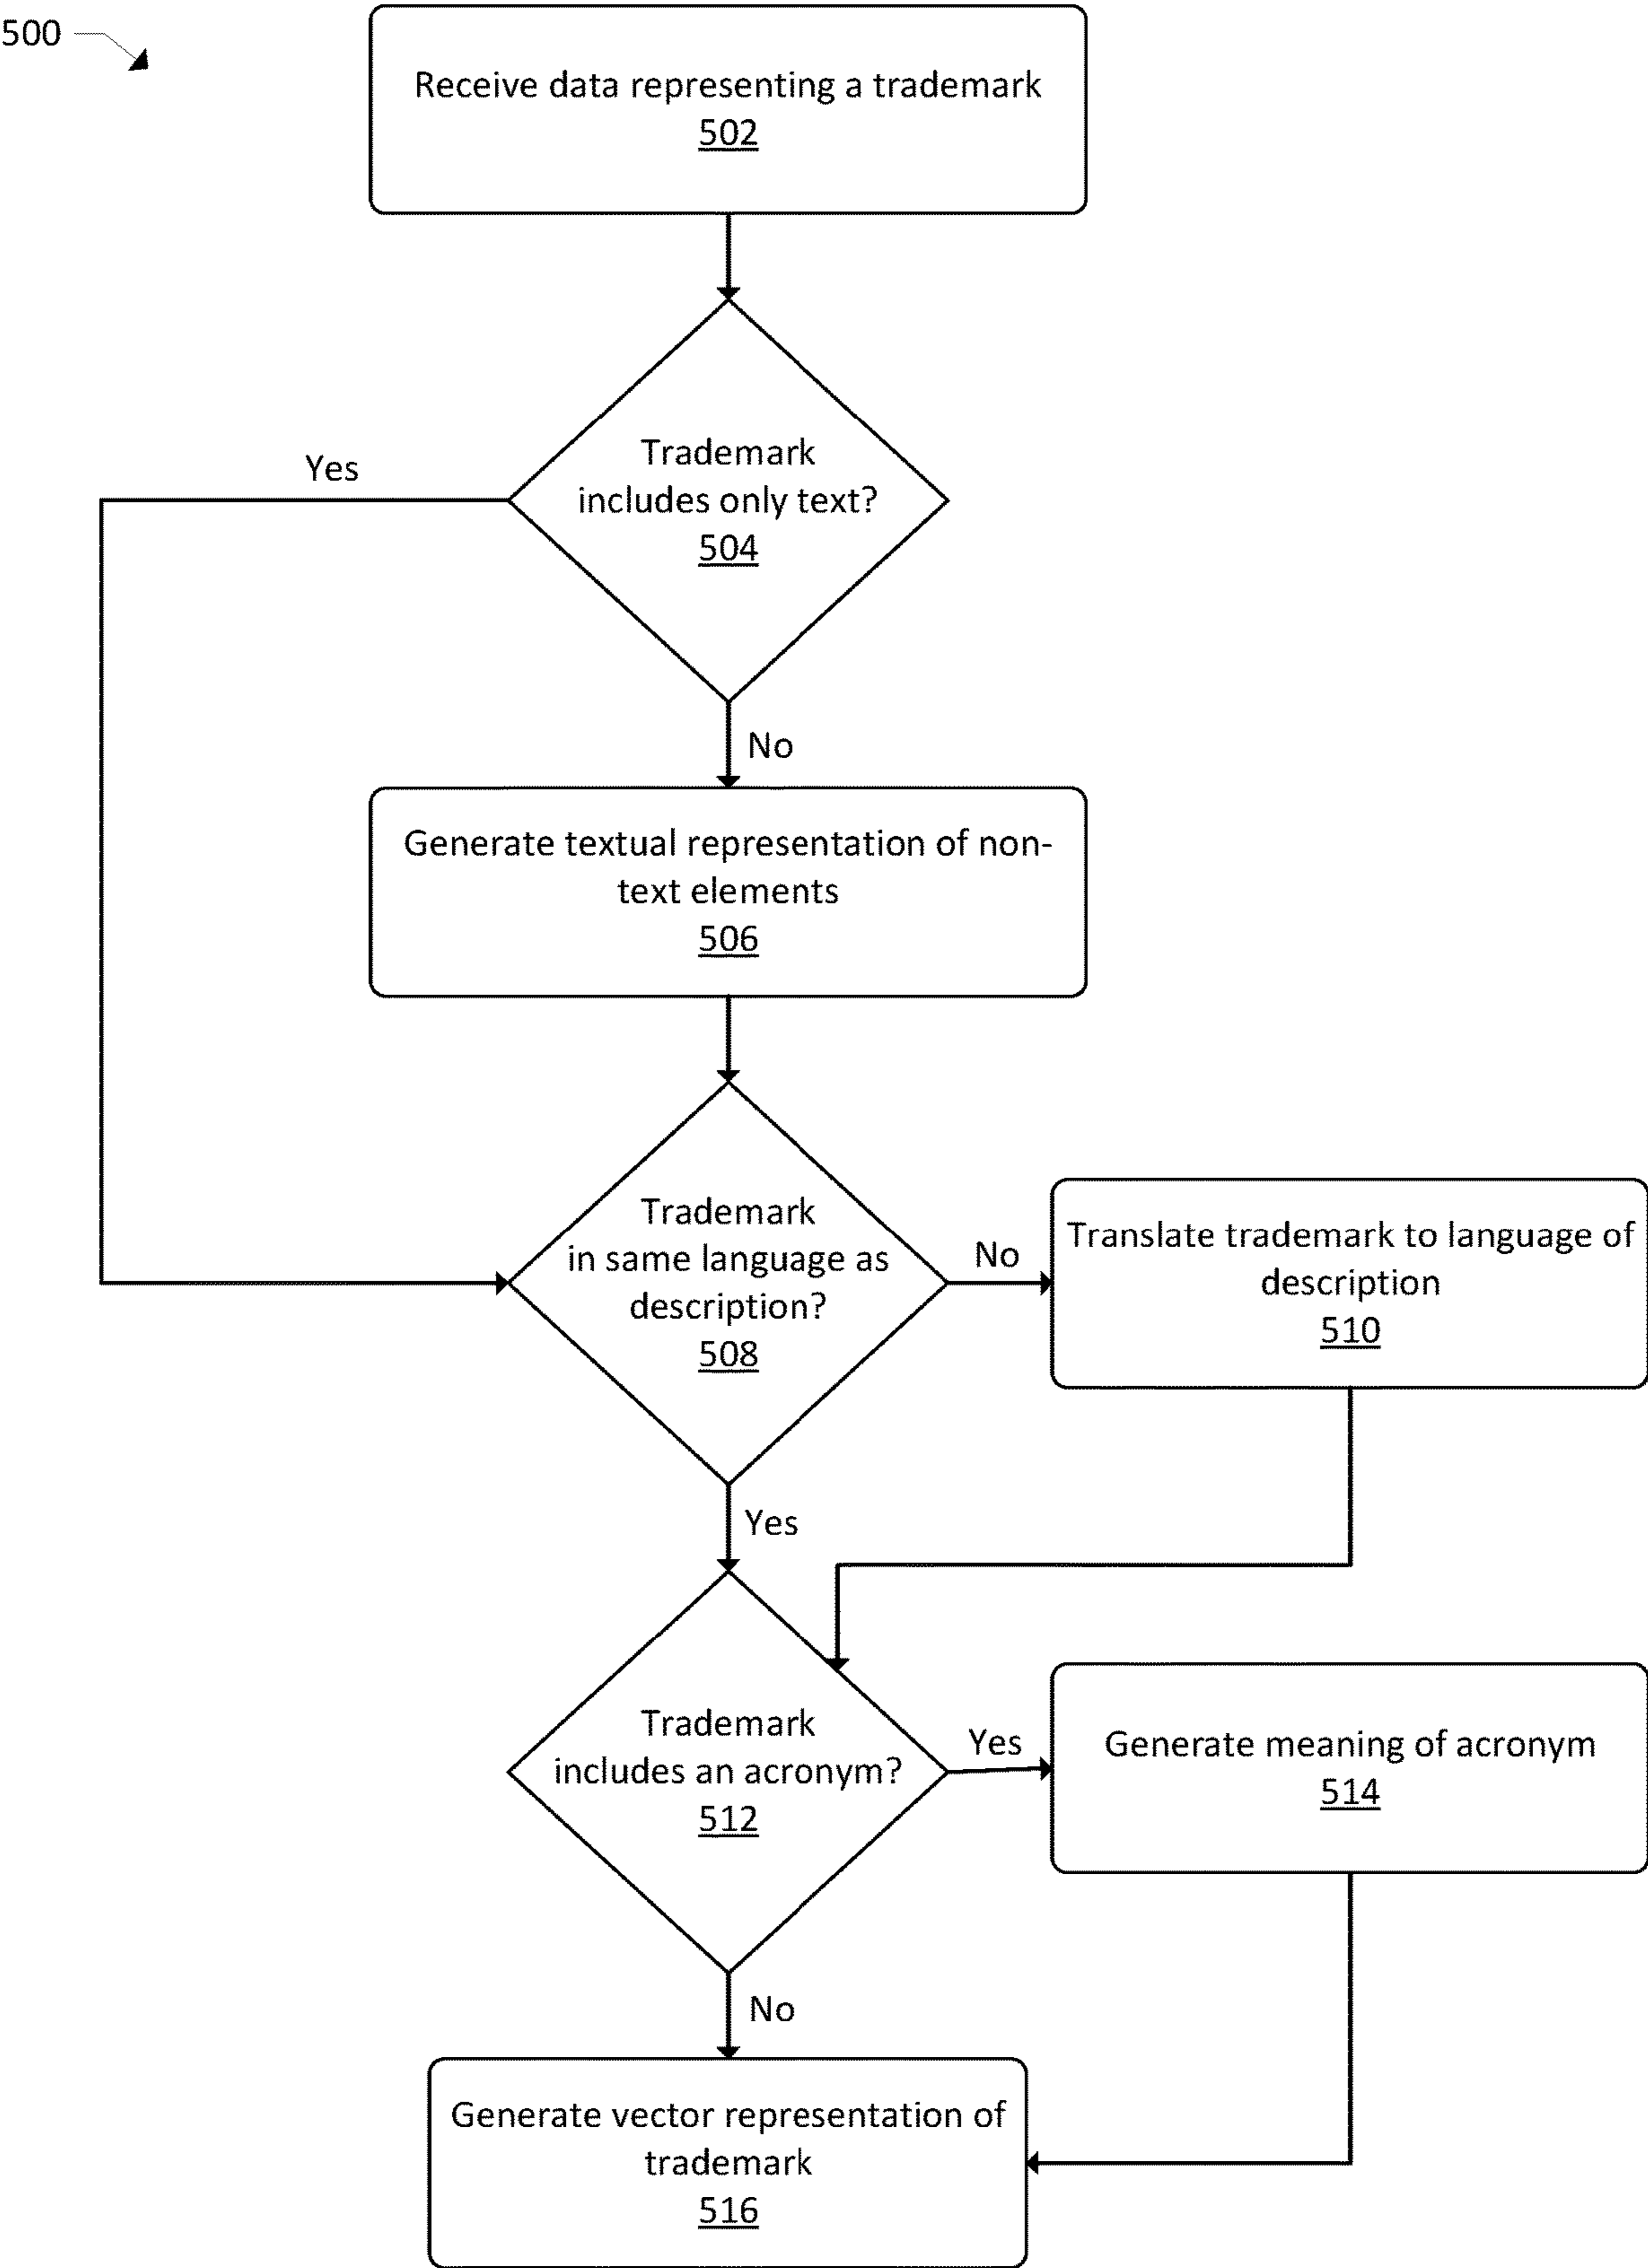 500
Receive data representing a trademark
502
Trademark
includes only text?
504
Yes
No
Generate textual representation of non-
text elements
506
Trademark
in same language as
description?
508
No
Translate trademark to language of
description
510
Yes
Trademark
includes an acronym?
512
Yes
Generate meaning of acronym
514
No
Generate vector representation of
trademark
516